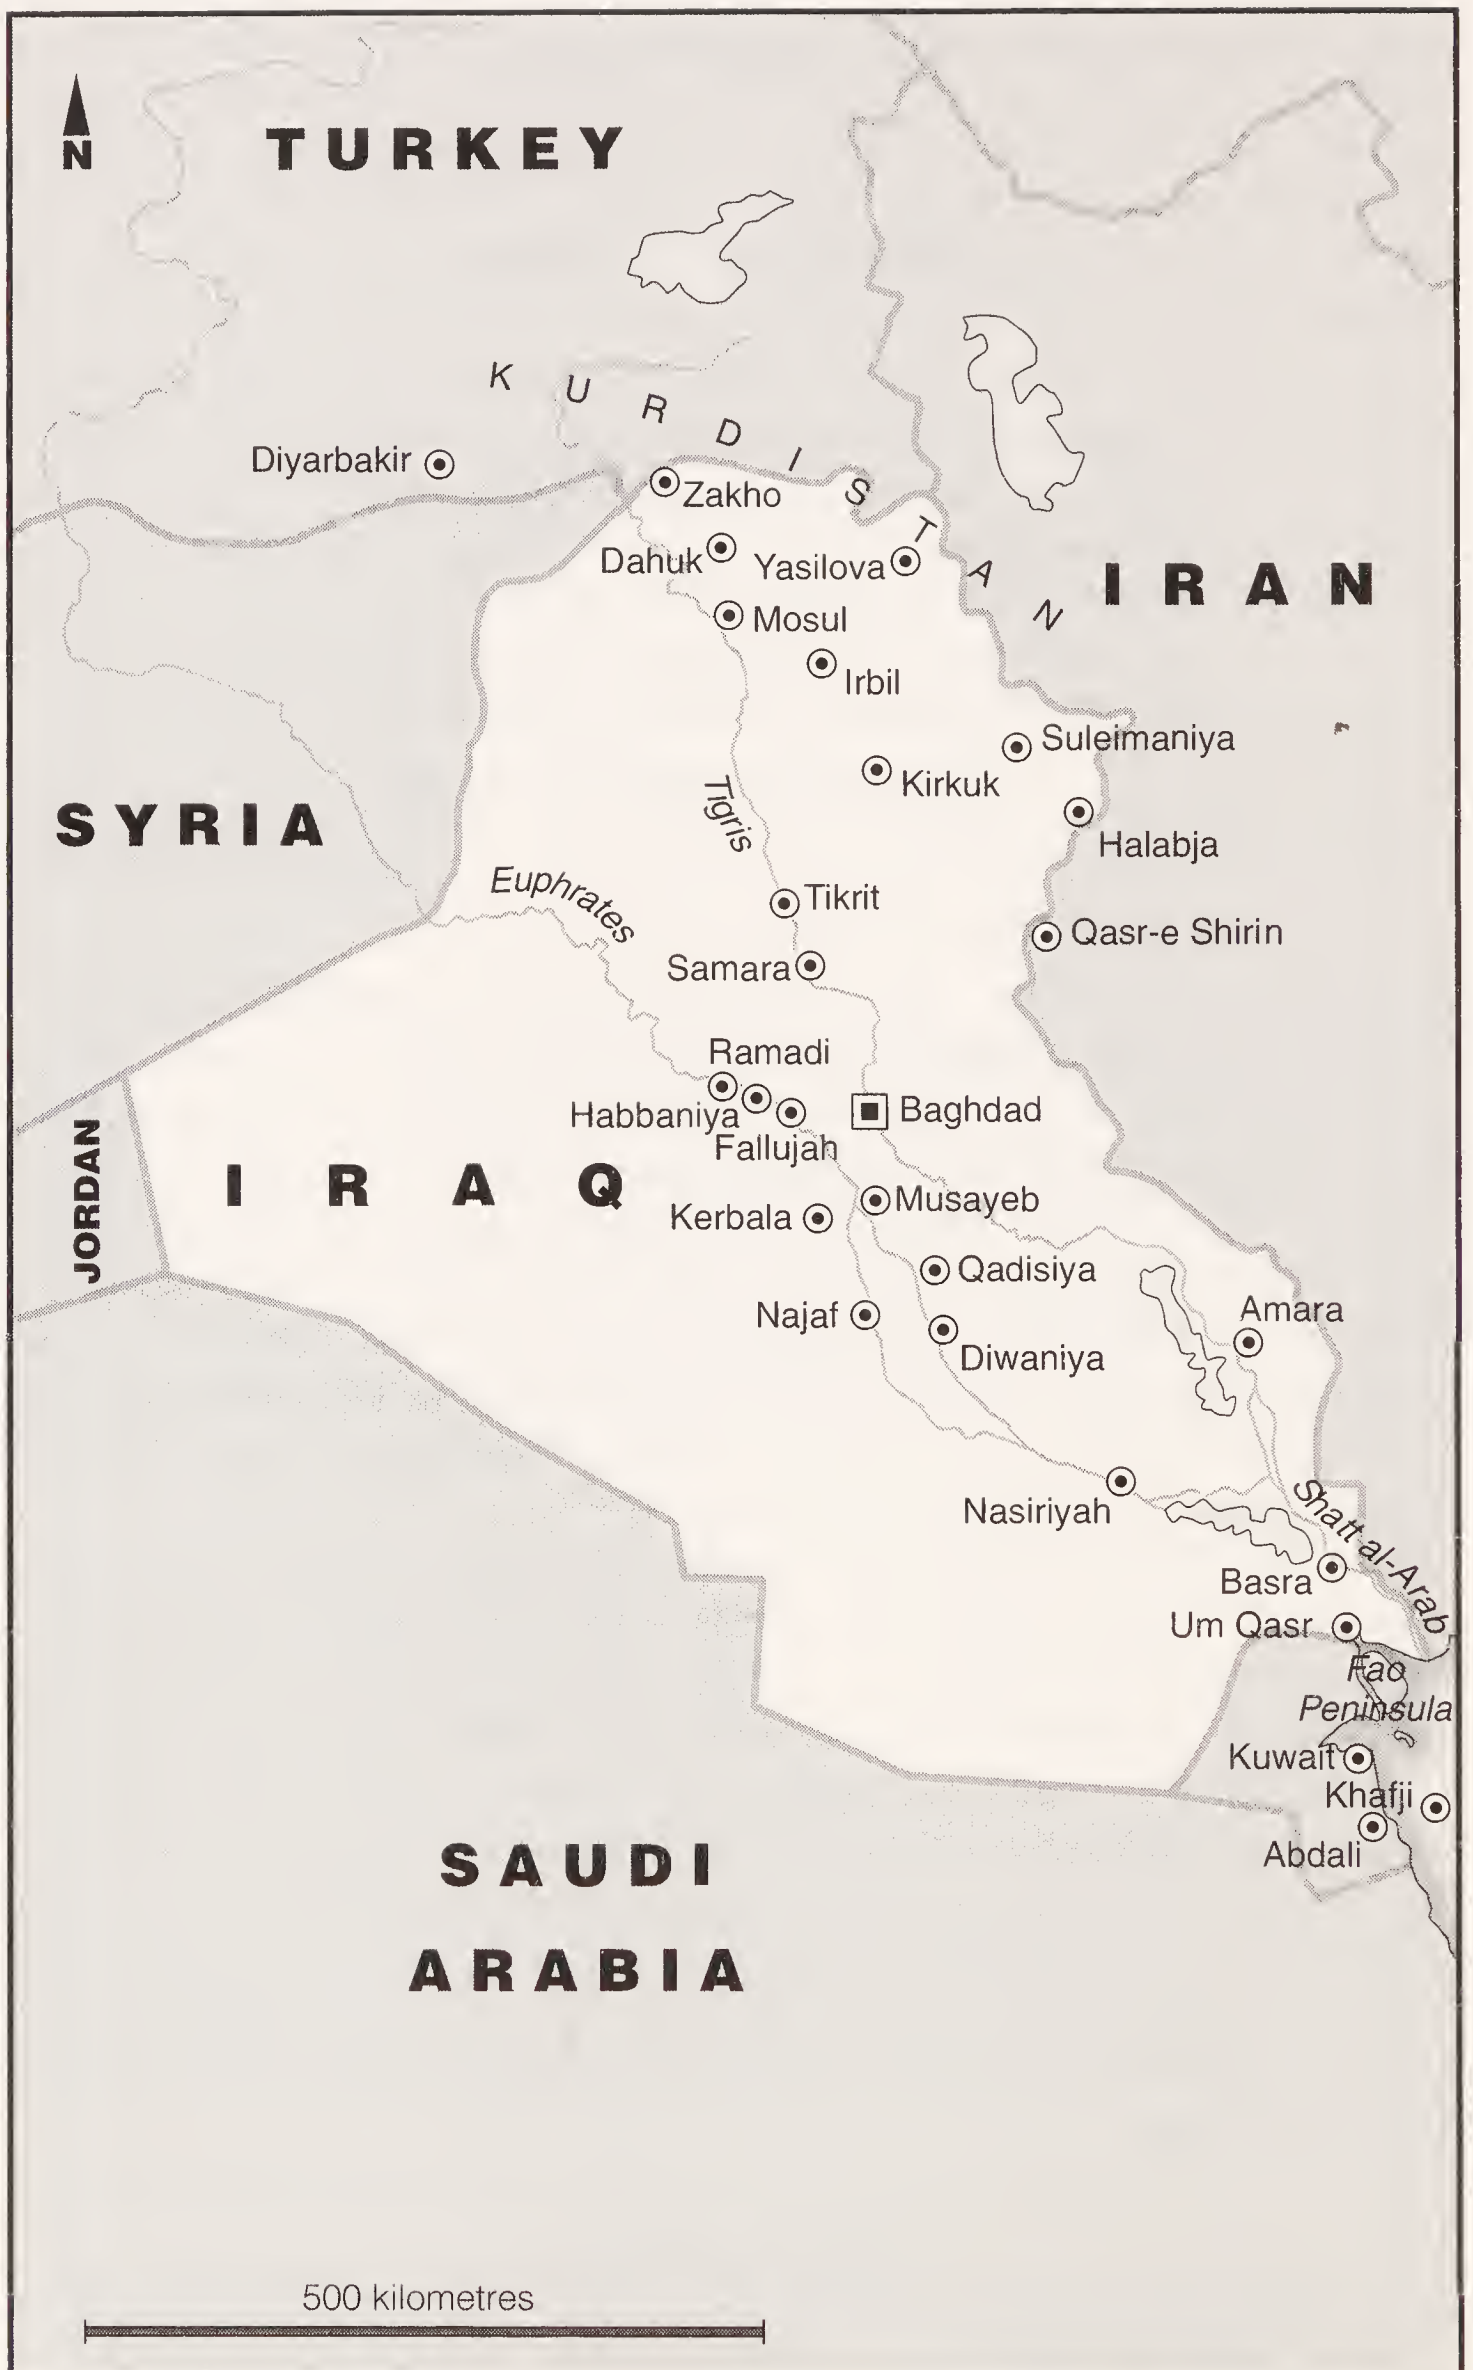 TURKEY
N
KURDISTAN
Diyarbakir
Zakho
Dahuk
Yasilova
IRAN
Mosul
Irbil
Suleimaniya
Kirkuk
Tigris
SYRIA
Halabja
Euphrates
Tikrit
Qasr-e Shirin
Samara
Ramadi
Habbaniya
Baghdad
Fallujah
JORDAN
IRAQ
Musayeb
Kerbala
Qadisiya
Najaf
Amara
Diwaniya
Nasiriyah
Shatt-al-Arab
Basra
Um Qasr
Fao
Peninsula
Kuwait
Khafji
Abdali
SAUDI
ARABIA
500 kilometres